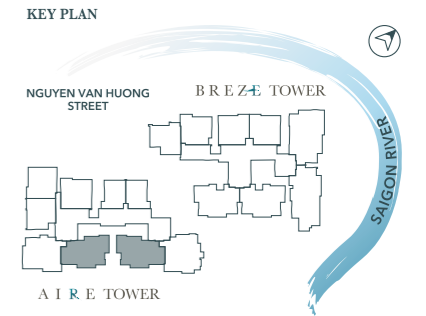 KEY PLAN
BREZE TOWER
NGUYEN VAN HUONG
STREET
SAIGON RIVER
AIRE TOWER